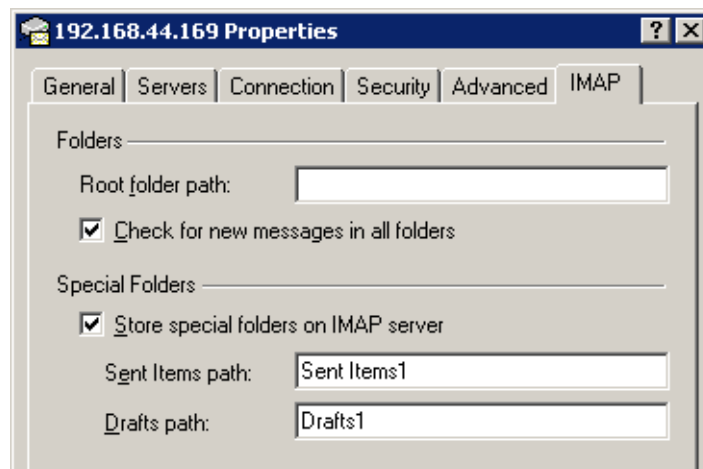 192.168.44.169 Properties
General Servers Connection Security Advanced IMAP
Folders
Root folder path:
Check for new messages in all folders
Special Folders
Store special folders on IMAP server
Sent Items path: Sent Items1
Drafts path: Drafts1